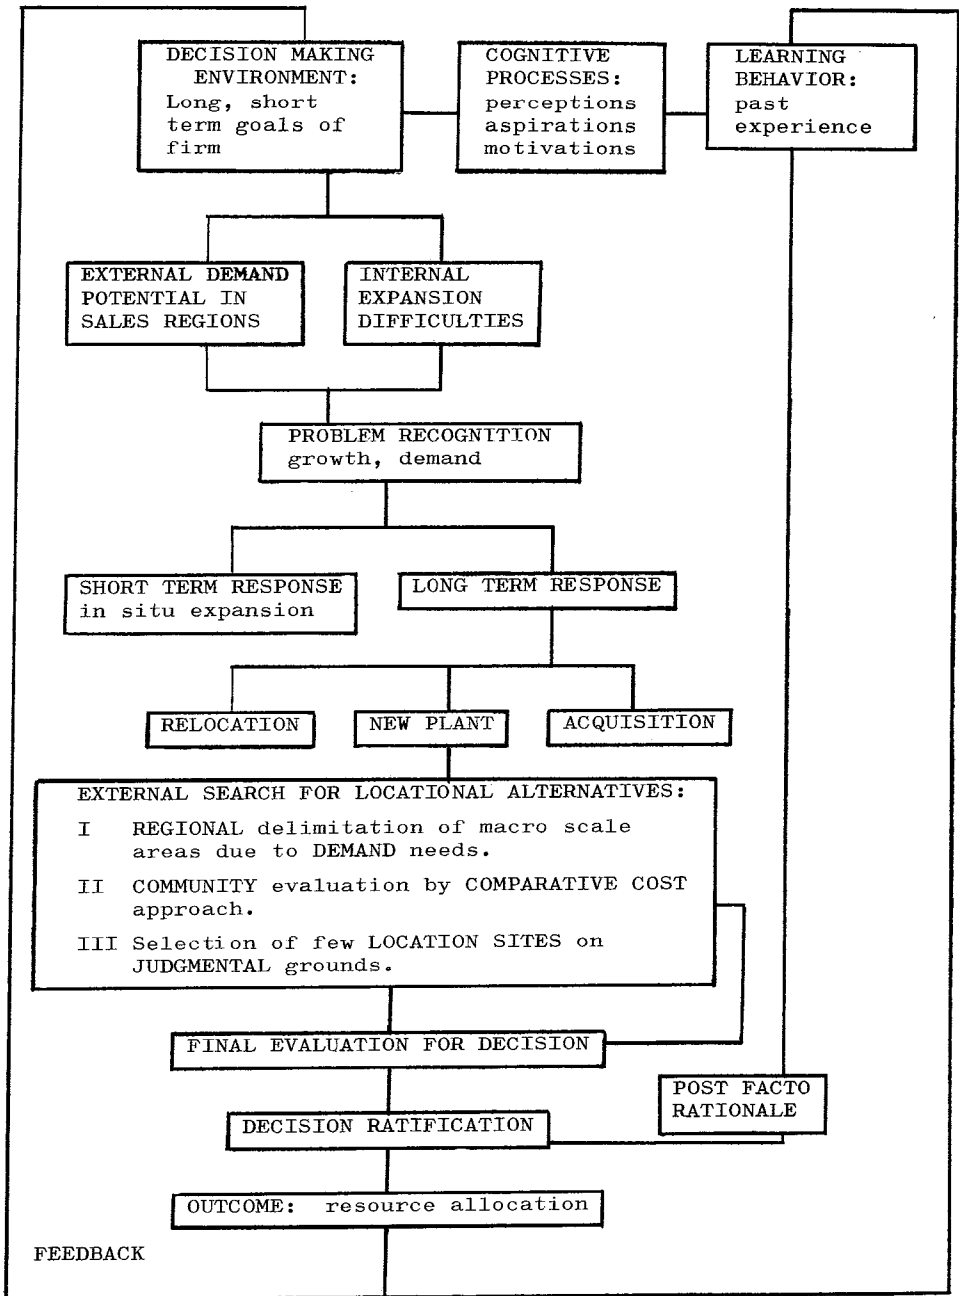 DECISION MAKING
ENVIRONMENT:
Long, short
term goals of
firm
COGNITIVE
PROCESSES:
perceptions
aspirations
motivations
LEARNING
BEHAVIOR:
past
experience
EXTERNAL DEMAND
POTENTIAL IN
SALES REGIONS
INTERNAL
EXPANSION
DIFFICULTIES
PROBLEM RECOGNITION
growth, demand
SHORT TERM RESPONSE
in situ expansion
LONG TERM RESPONSE
RELOCATION
NEW PLANT
ACQUISITION
EXTERNAL SEARCH FOR LOCATIONAL ALTERNATIVES:
I REGIONAL delimitation of macro scale
areas due to DEMAND needs.
II COMMUNITY evaluation by COMPARATIVE COST
approach.
III Selection of few LOCATION SITES on
JUDGMENTAL grounds.
FINAL EVALUATION FOR DECISION
POST FACTO
RATIONALE
DECISION RATIFICATION
OUTCOME: resource allocation
FEEDBACK